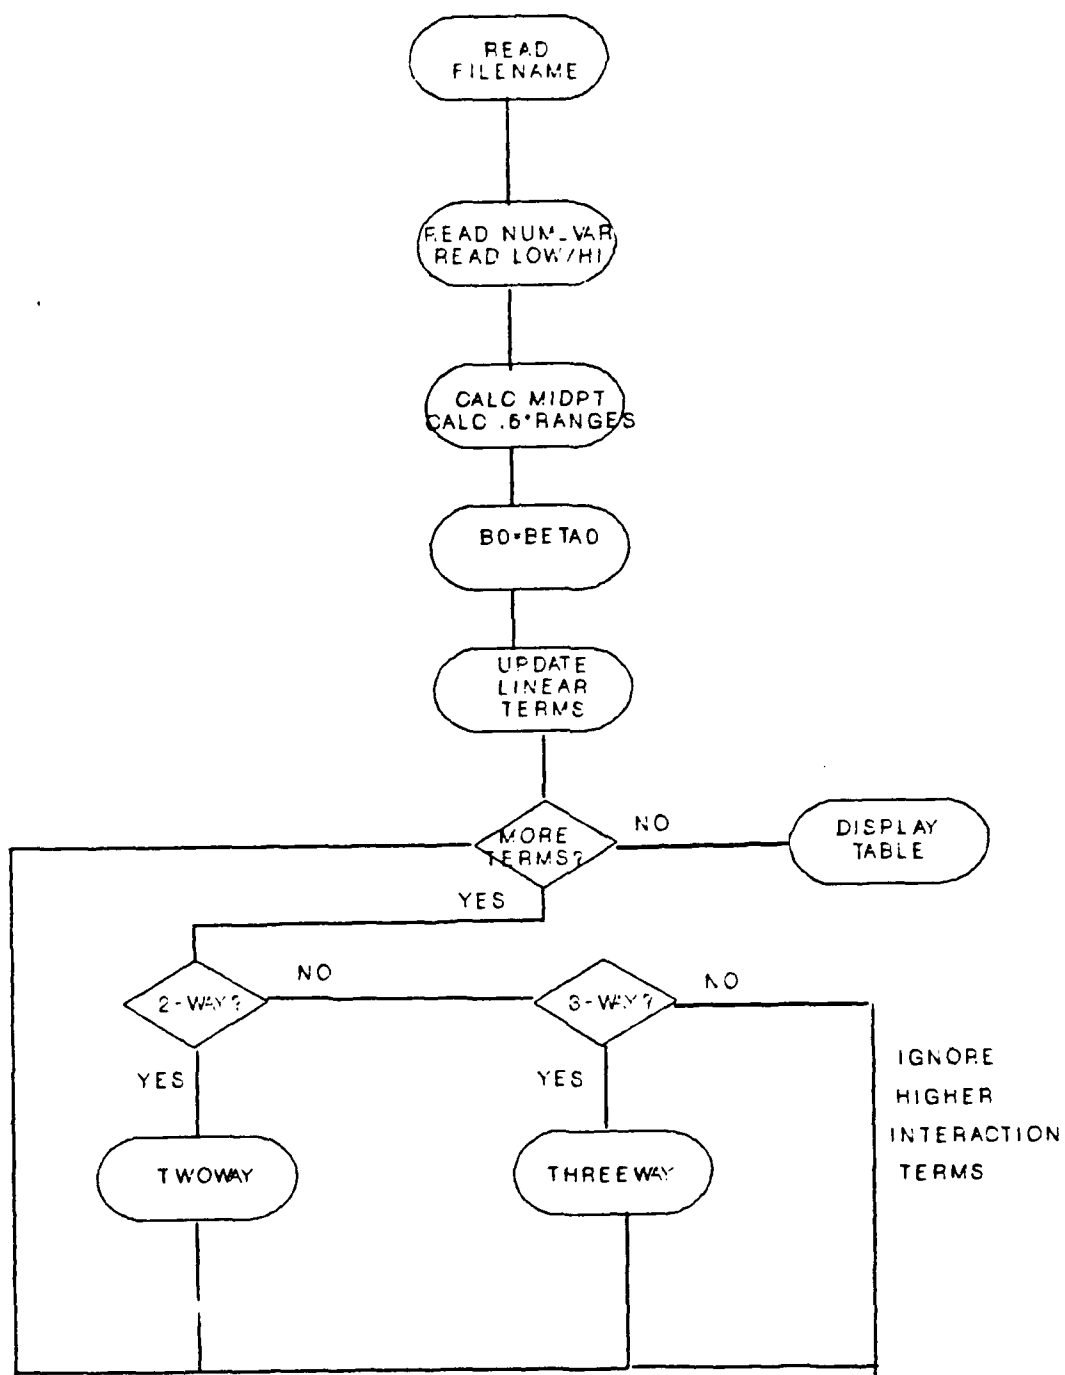 READ
FILENAME
READ NUM_VAR
READ LOW/HI
CALC MIDPT
CALC .5*RANGES
B0=BETA0
UPDATE
LINEAR
TERMS
MORE
TERMS?
NO
DISPLAY
TABLE
YES
2-WAY?
NO
3-WAY?
NO
YES
YES
IGNORE
HIGHER
INTERACTION
TERMS
TWOWAY
THREEWAY